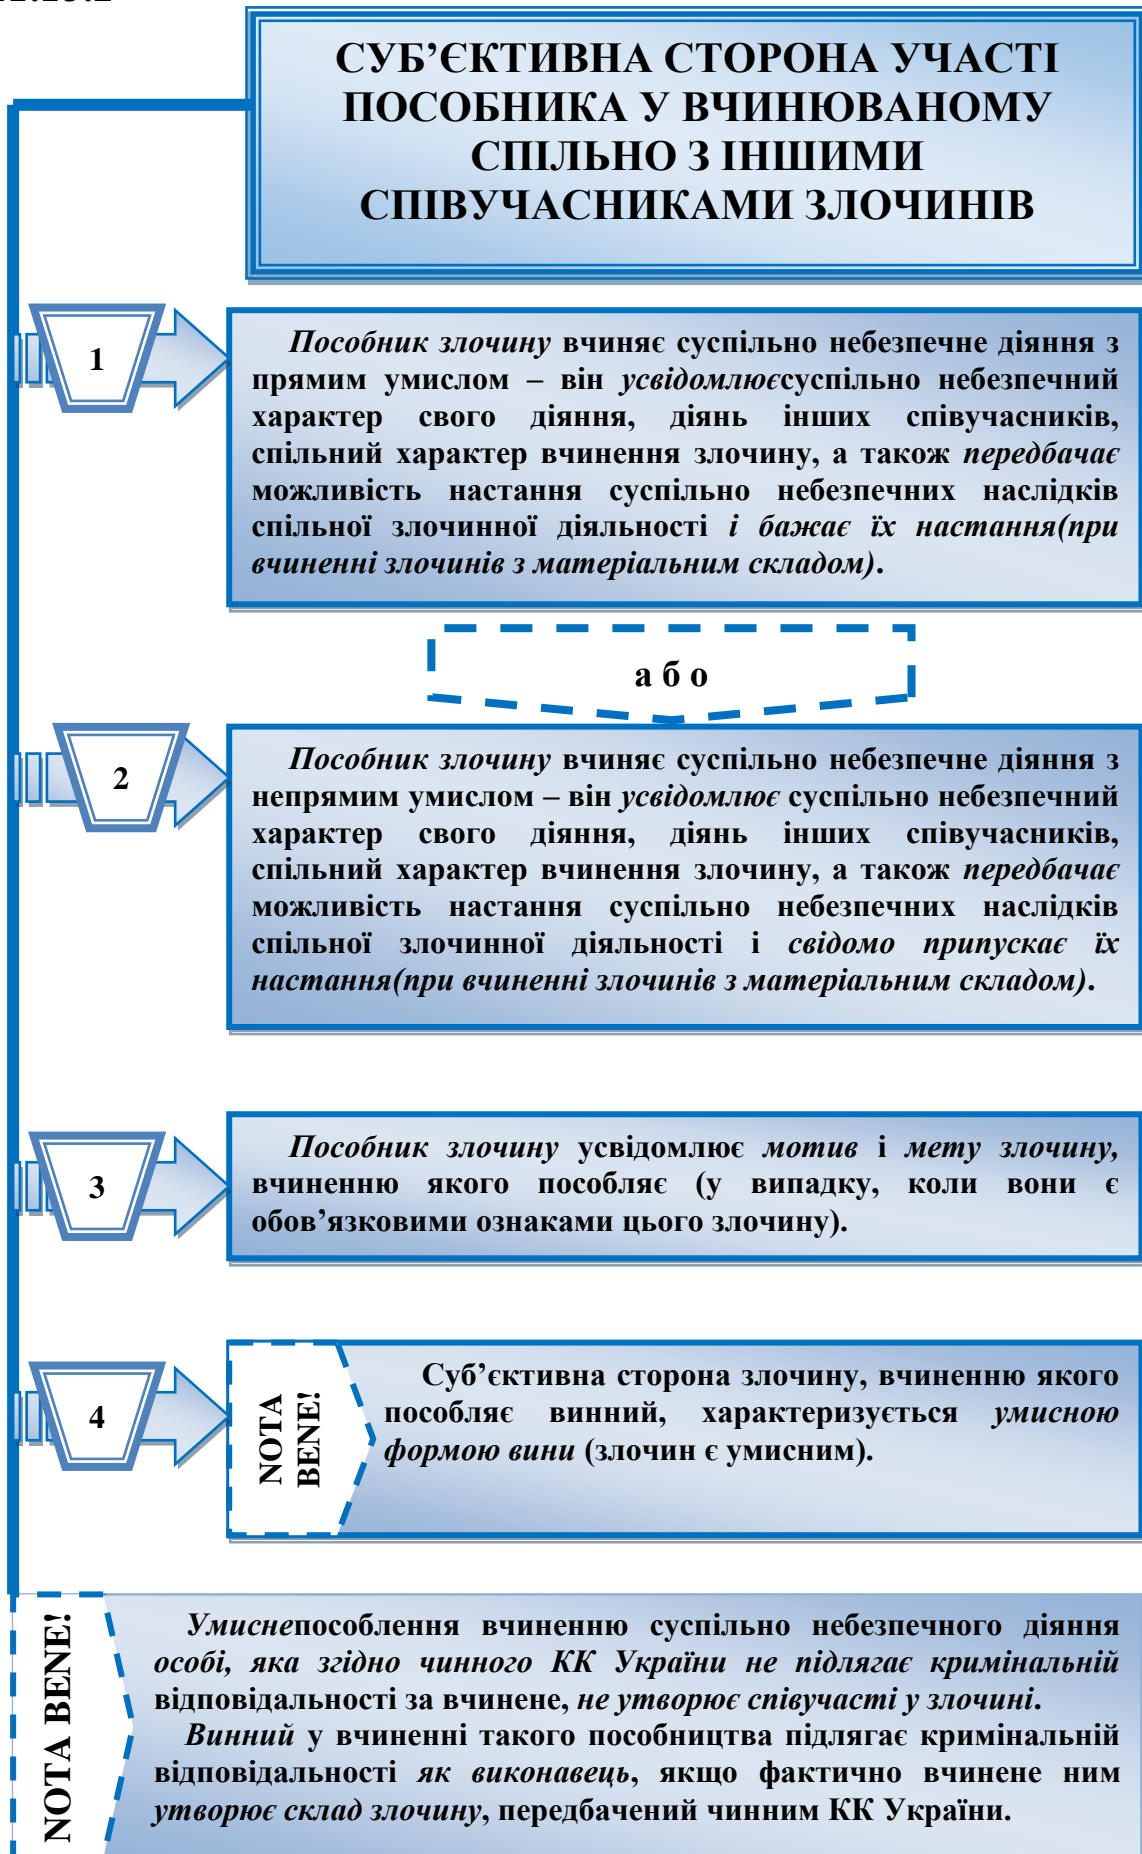 СУБ’ЄКТИВНА СТОРОНА УЧАСТІ
ПОСОБНИКА У ВЧИНЮВАНОМУ
СПІЛЬНО З ІНШИМИ
СПІВУЧАСНИКАМИ ЗЛОЧИНІВ
1
Пособник злочину вчиняє суспільно небезпечне діяння з
прямим умислом – він усвідомлюєсуспільно небезпечний
характер свого діяння, діянь інших співучасників,
спільний характер вчинення злочину, а також передбачає
можливість настання суспільно небезпечних наслідків
спільної злочинної діяльності і бажає їх настання(при
вчиненні злочинів з матеріальним складом).
а б о
2
Пособник злочину вчиняє суспільно небезпечне діяння з
непрямим умислом – він усвідомлює суспільно небезпечний
характер свого діяння, діянь інших співучасників,
спільний характер вчинення злочину, а також передбачає
можливість настання суспільно небезпечних наслідків
спільної злочинної діяльності і свідомо припускає їх
настання(при вчиненні злочинів з матеріальним складом).
3
Пособник злочину усвідомлює мотив і мету злочину,
вчиненню якого пособляє (у випадку, коли вони є
обов’язковими ознаками цього злочину).
4
NOTA
BENE!
Суб’єктивна сторона злочину, вчиненню якого
пособляє винний, характеризується умисною
формою вини (злочин є умисним).
NOTA BENE!
Умиснепособлення вчиненню суспільно небезпечного діяння
особі, яка згідно чинного КК України не підлягає кримінальній
відповідальності за вчинене, не утворює співучасті у злочині.
Винний у вчиненні такого пособництва підлягає кримінальній
відповідальності як виконавець, якщо фактично вчинене ним
утворює склад злочину, передбачений чинним КК України.